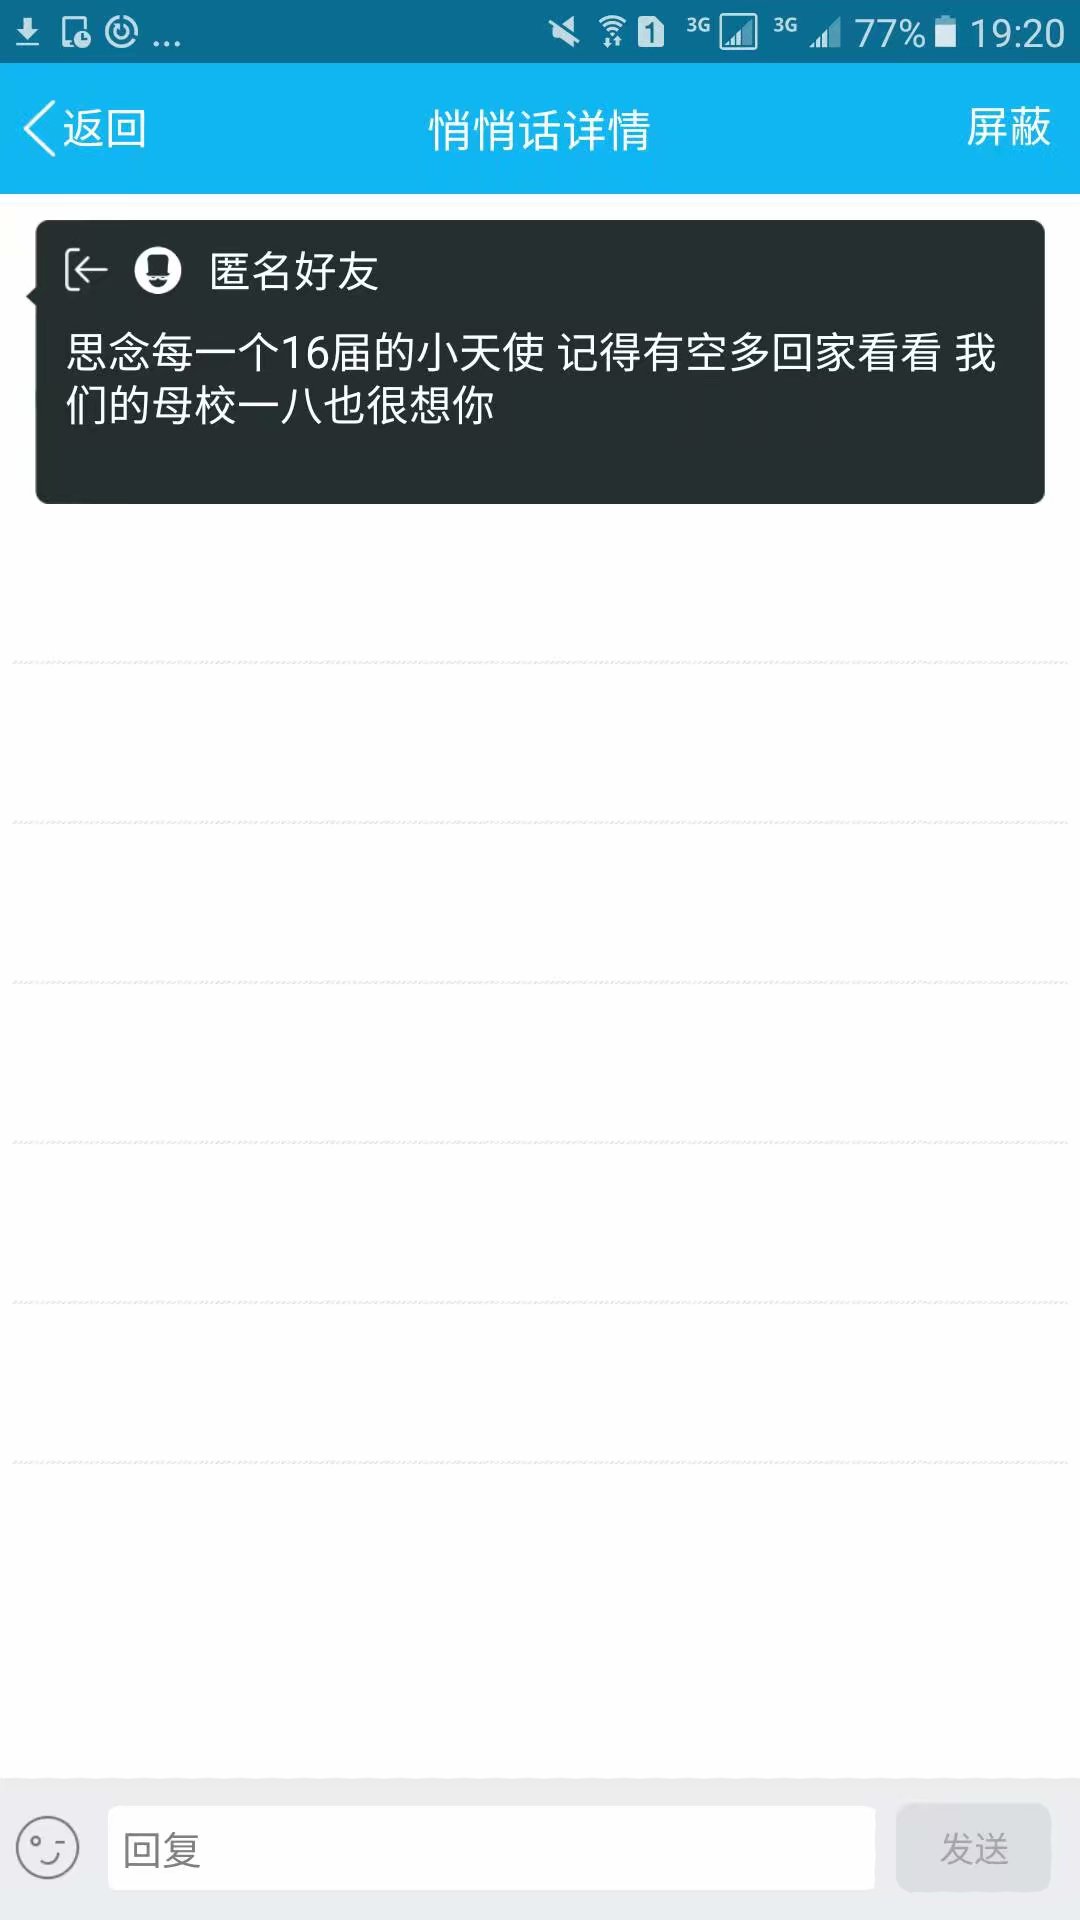 ... 1 3G 3G 77% 19:20
返回 悄悄话详情 屏蔽
匿名好友
思念每一个16届的小天使 记得有空多回家看看 我
们的母校一八也很想你
回复 发送